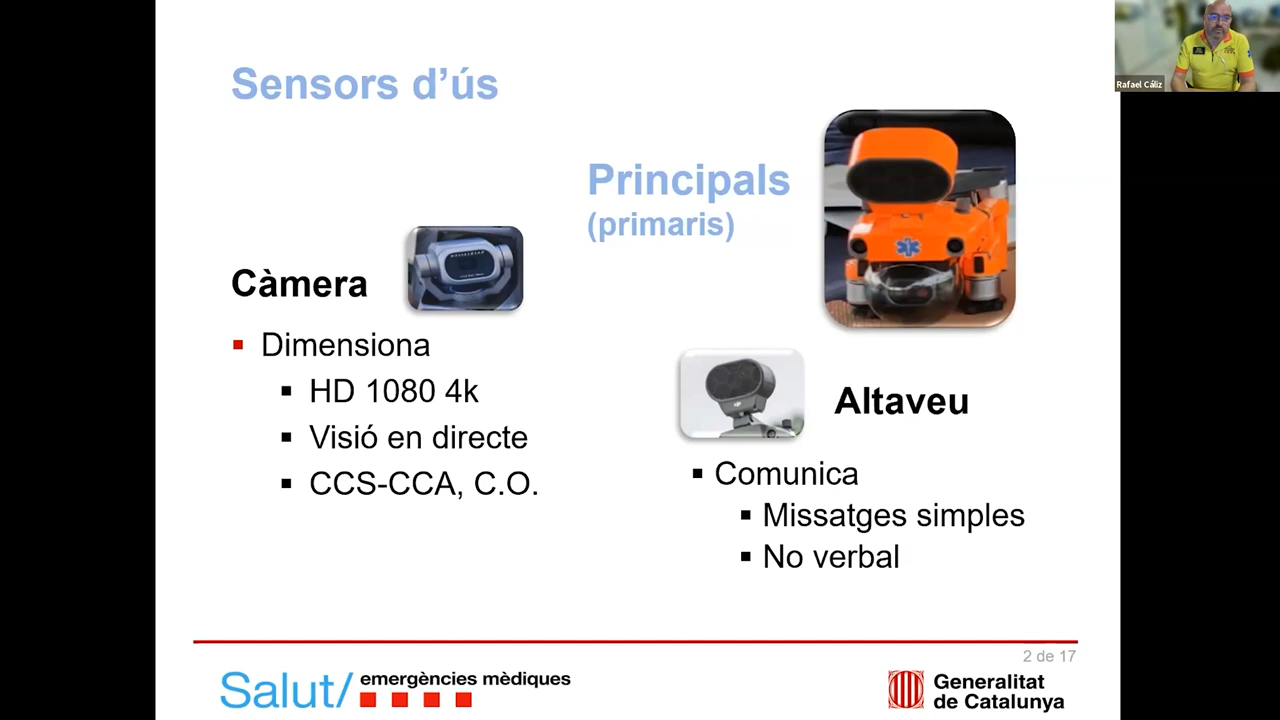 Sensors d'ús
Rafael Cáliz
Principals
(primaris)
Càmera
HASSELBLAD
▪ Dimensiona
▪ HD 1080 4k
▪ Visió en directe
▪ CCS-CCA, C.O.
Altaveu
▪ Comunica
▪ Missatges simples
▪ No verbal
2 de 17
Salut/ emergències mèdiques
Generalitat
de Catalunya